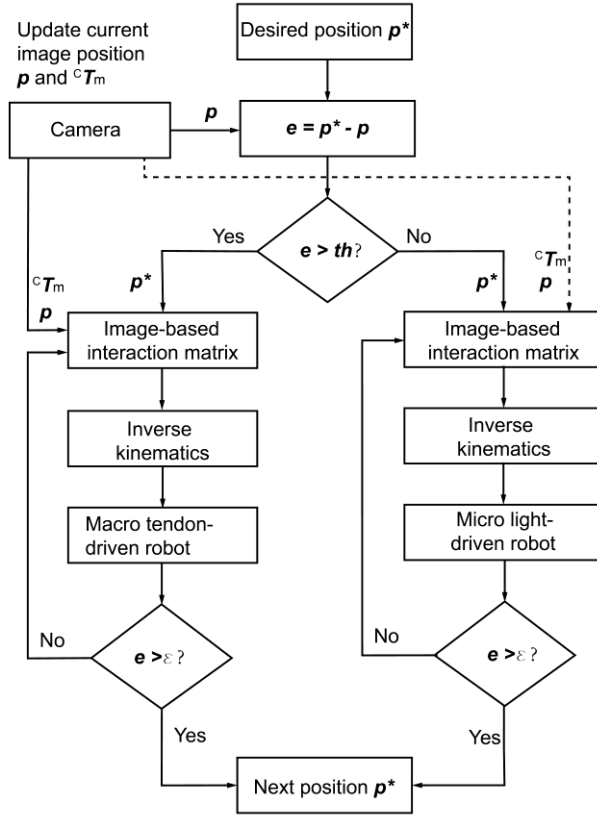 Update current
image position
p and ᶜTₘ
Desired position p*
Camera
p
e = p* - p
Yes
e > th?
No
ᶜTₘ
p
p*
p*
ᶜTₘ
p
Image-based
interaction matrix
Image-based
interaction matrix
Inverse
kinematics
Inverse
kinematics
Macro tendon-
driven robot
Micro light-
driven robot
No
e > ε ?
Yes
No
e > ε ?
Yes
Next position p*